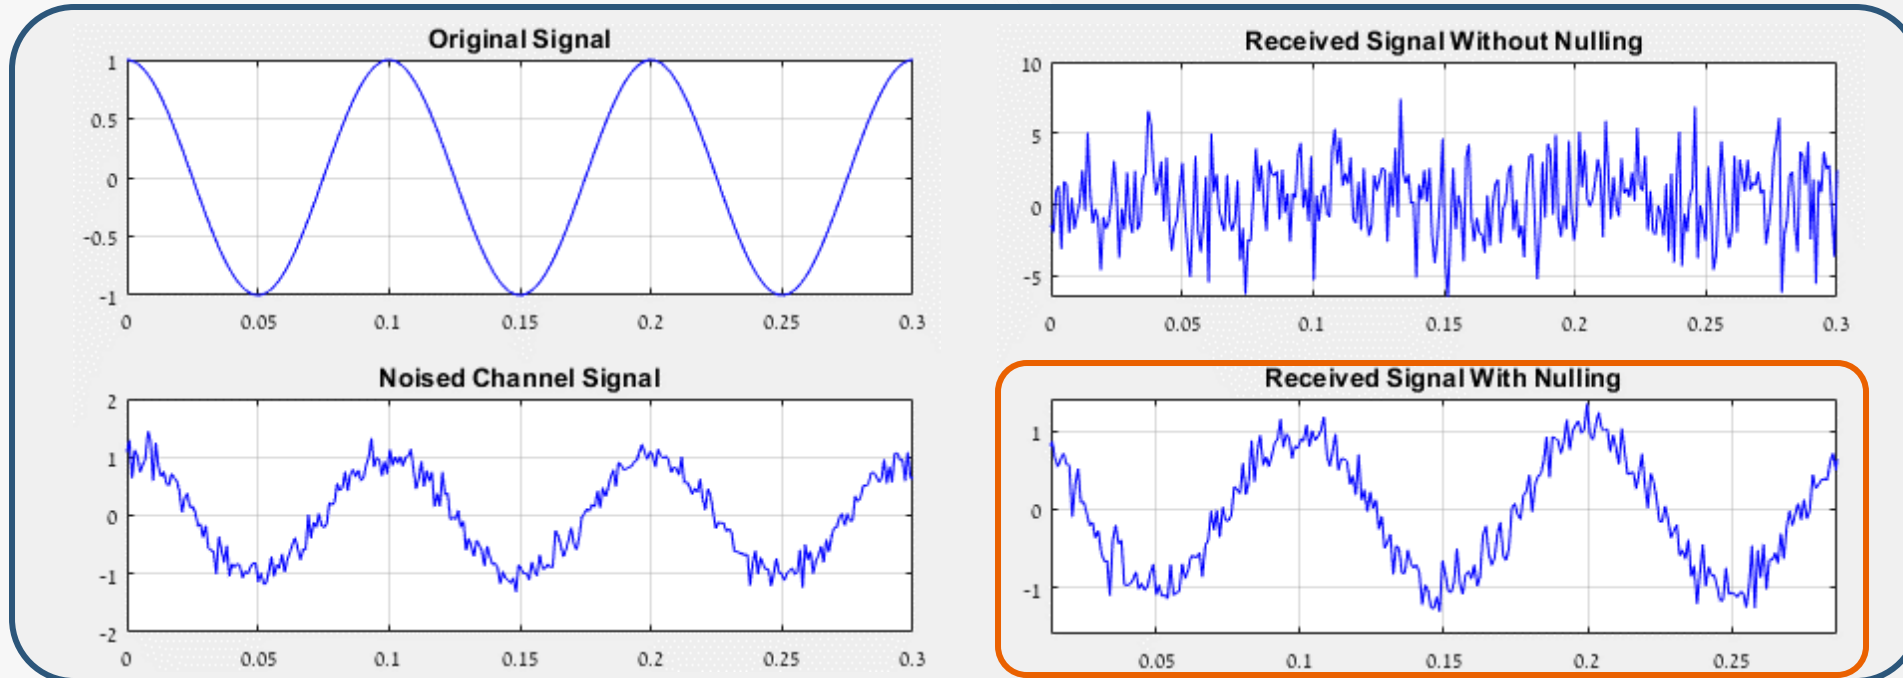 Original Signal
1
0.5
0
-0.5
-1
0 0.05 0.1 0.15 0.2 0.25 0.3
Received Signal Without Nulling
10
5
0
-5
0 0.05 0.1 0.15 0.2 0.25 0.3
Noised Channel Signal
2
1
0
-1
-2
0 0.05 0.1 0.15 0.2 0.25 0.3
Received Signal With Nulling
1
0
-1
0.05 0.1 0.15 0.2 0.25